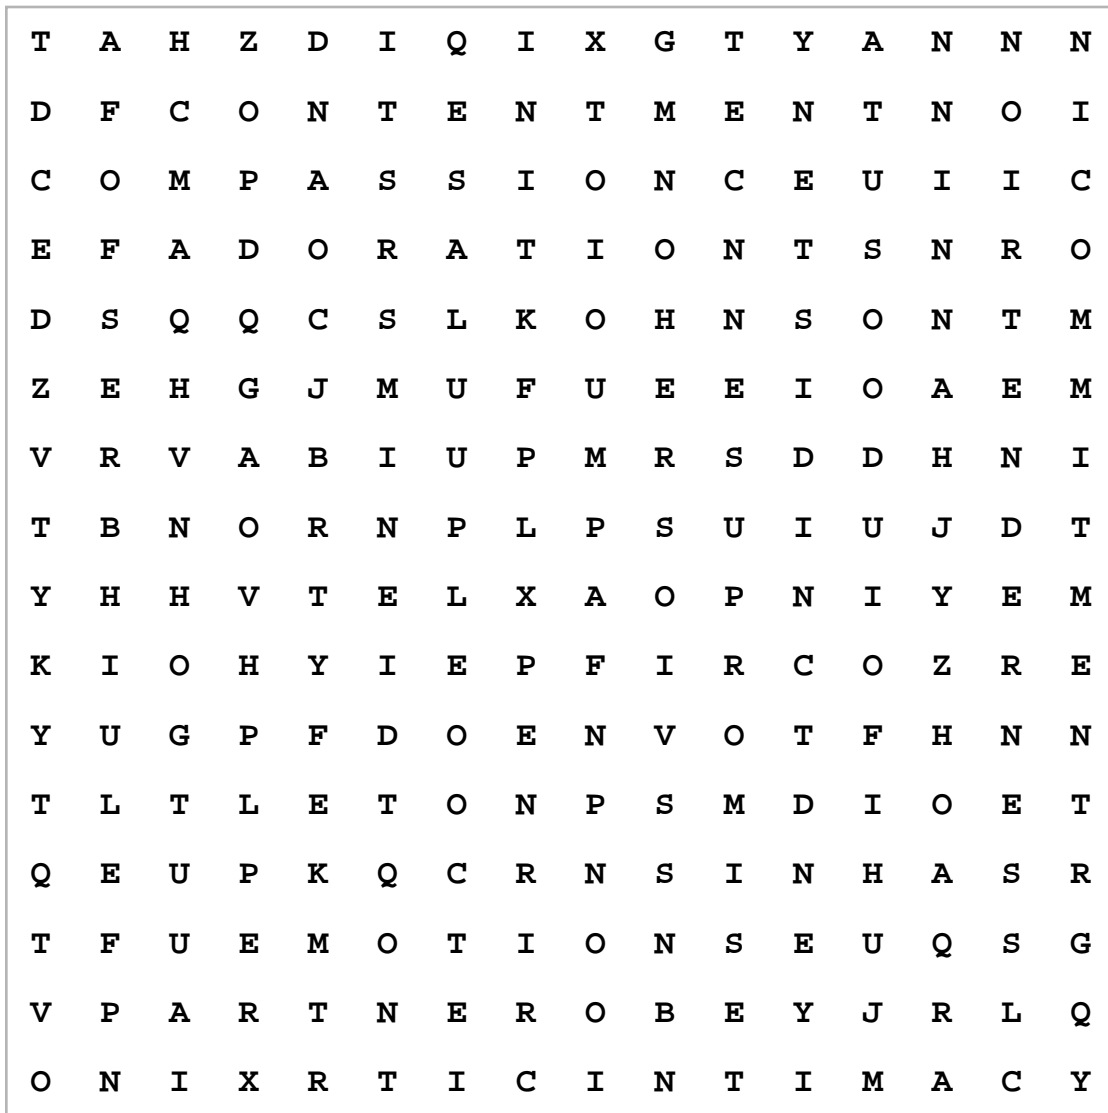 T A H Z D I Q I X G T Y A N N N
D F C O N T E N T M E N T N O I
C O M P A S S I O N C E U I I C
E F A D O R A T I O N T S N R O
D S Q Q C S L K O H N S O N T M
Z E H G J M U F U E E I O A E M
V R V A B I U P M R S D D H N I
T B N O R N P L P S U I U J D T
Y H H V T E L X A O P N I Y E M
K I O H Y I E P F I R C O Z R E
Y U G P F D O E N V O T F H N N
T L T L E T O N P S M D I O E T
Q E U P K Q C R N S I N H A S R
T F U E M O T I O N S E U Q S G
V P A R T N E R O B E Y J R L Q
O N I X R T I C I N T I M A C Y